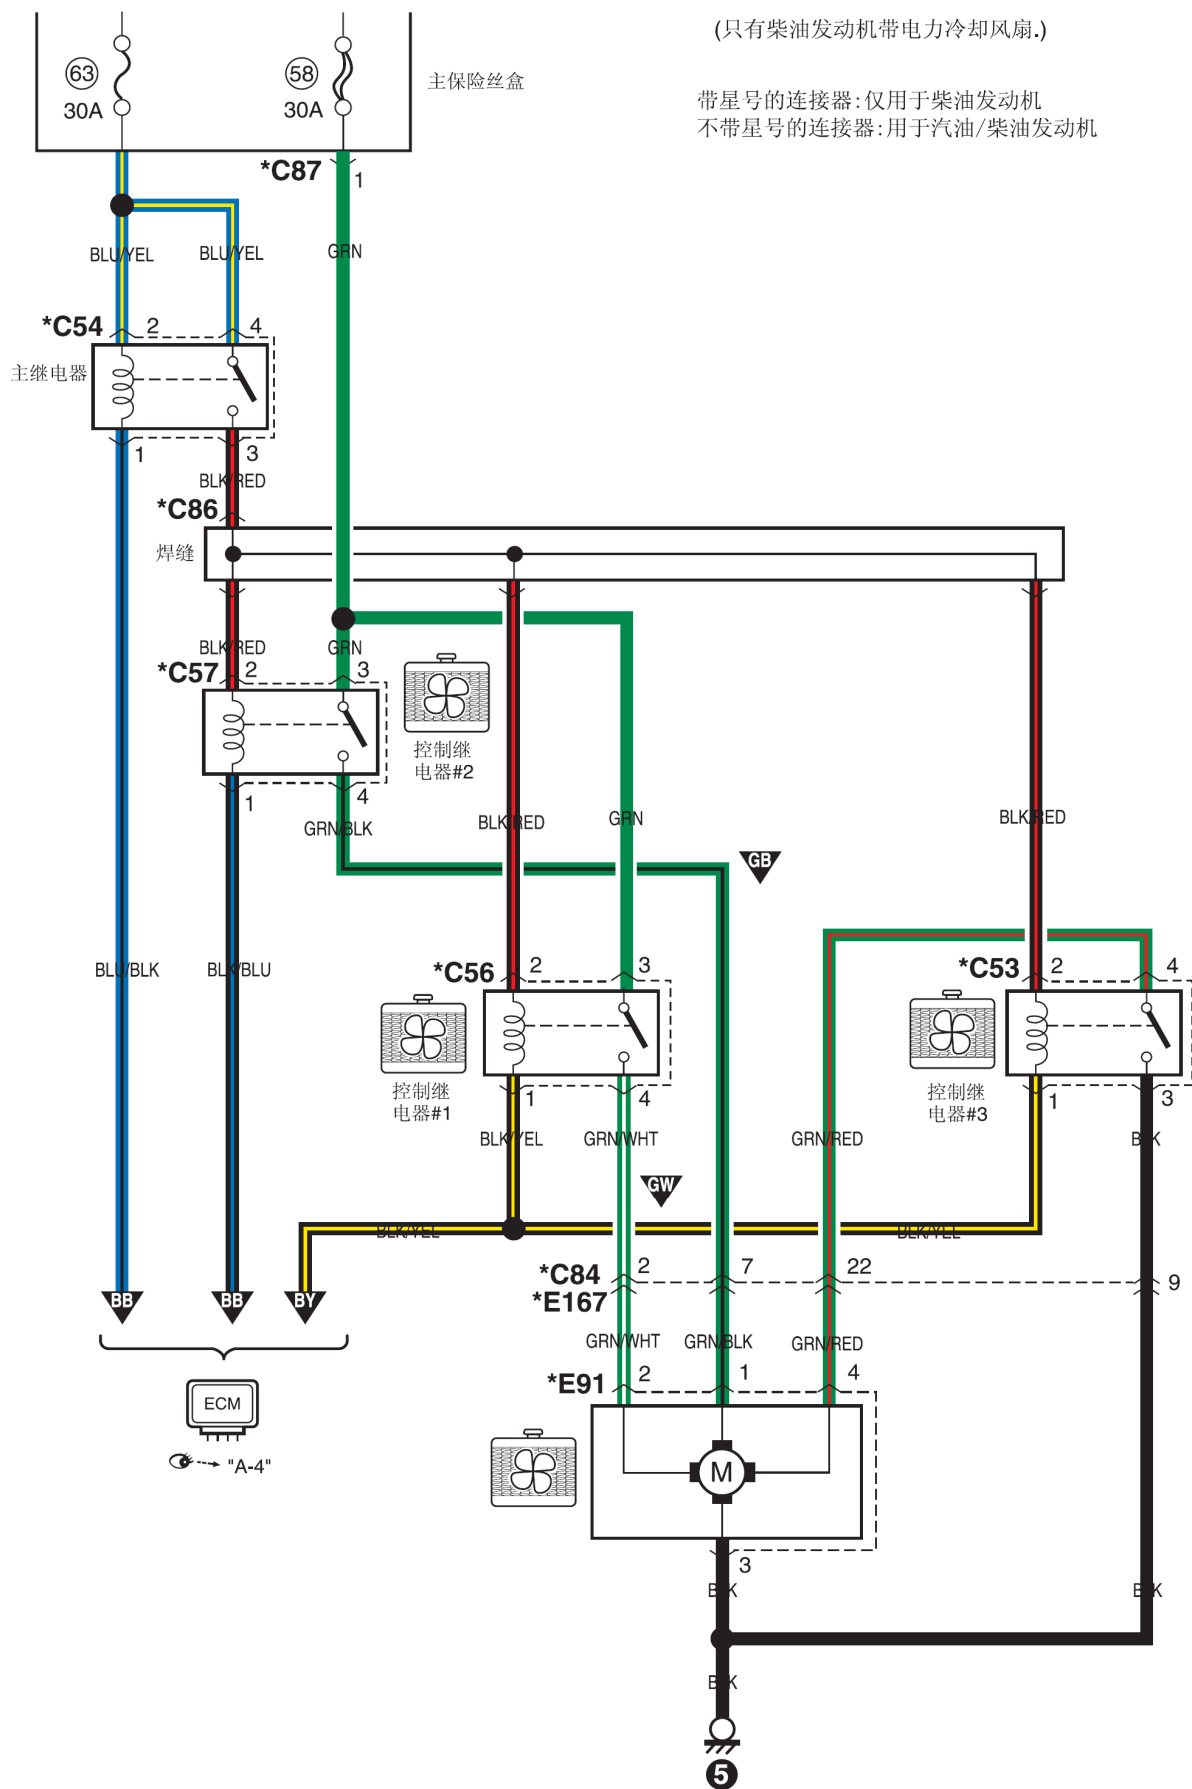 (只有柴油发动机带电力冷却风扇.)
63
58
主保险丝盒
30A
30A
带星号的连接器:仅用于柴油发动机
不带星号的连接器:用于汽油/柴油发动机
*C87
1
BLU/YEL
BLU/YEL
GRN
*C54
2
4
主继电器
1
3
BLK/RED
*C86
焊缝
BLK/RED
GRN
*C57
2
3
控制继
电器#2
1
4
GRN/BLK
BLK/RED
GRN
BLK/RED
GB
BLU/BLK
BLK/BLU
*C56
2
3
*C53
2
4
控制继
电器#1
1
4
控制继
电器#3
1
3
BLK/YEL
GRN/WHT
GRN/RED
BLK
GW
BLK/YEL
BLK/YEL
*C84
2
7
22
9
*E167
BB
BB
BY
GRN/WHT
GRN/BLK
GRN/RED
*E91
2
1
4
ECM
"A-4"
M
3
BLK
BLK
BLK
5